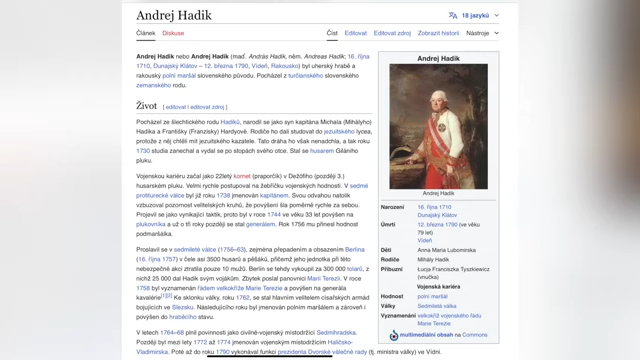 Andrej Hadik
18 jazyků
Článek Diskuse Číst Editovat Editovat zdroj Zobrazit historii Nástroje
Andrej Hadik nebo Andrej Hadik (maď. András Hadik, něm. Andreas Hadik; 16. října
1710, Dunajský Klátov – 12. března 1790, Vídeň, Rakousko) byl uherský hrabě a
rakouský polní maršál slovenského původu. Pocházel z turčianského slovenského
zemanského rodu.
Život [ editovat | editovat zdroj ]
Pocházel ze šlechtického rodu Hadiků, narodil se jako syn kapitána Michala (Mihályho)
Hadika a Františky (Franzisky) Hardyové. Rodiče ho dali studovat do jezuitského lycea,
protože z něj chtěli mít jezuitského kazatele. Tato dráha ho však nenadchla, a tak roku
1730 studia zanechal a vydal se po stopách svého otce. Stal se husarem Gilániho
pluku.
Vojenskou kariéru začal jako 22letý kornet (praporčík) v Dežőfiho (později 3.)
husarském pluku. Velmi rychle postupoval na žebříčku vojenských hodností. V sedmé
protiturecké válce byl již roku 1738 jmenován kapitánem. Svou odvahou natolik
vzbuzoval pozornost velitelských kruhů, že povýšení šla poměrně rychle za sebou.
Projevil se jako vynikající taktik, proto byl v roce 1744 ve věku 33 let povýšen na
plukovníka a už o tři roky později se stal generálem. Rok 1756 mu přinesl hodnost
podmaršálka.
Proslavil se v sedmileté válce (1756–63), zejména přepadením a obsazením Berlína
(16. října 1757) v čele asi 3500 husarů a pěšáků, přičemž jeho jednotka při této
nebezpečné akci ztratila pouze 10 mužů. Berlín se tehdy vykoupil za 300 000 tolarů, z
nichž 25 000 dal Hadik svým vojákům. Zbytek poslal panovnici Marii Terezii. V roce
1758 byl vyznamenán řádem velkokříže Marie Terezie a povýšen na generála
kavalérie[1][2] Ke sklonku války, roku 1762, se stal hlavním velitelem císařských armád
bojujících ve Slezsku. Následujícího roku byl jmenován polním maršálem a zároveň i
povýšen do hraběcího stavu.
V letech 1764–68 plnil povinnosti jako civilně-vojenský místodržící Sedmihradska.
Později byl mezi lety 1772 a 1774 jmenován vojenským místodržícím Haličsko-
Vladimirska. Poté až do roku 1790 vykonával funkci prezidenta Dvorské válečné rady (tj. ministra války) ve Vídni.
Andrej Hadik
Andrej Hadik
Narození 16. října 1710
Dunajský Klátov
Úmrtí 12. března 1790 (ve věku
79 let)
Vídeň
Děti Anna Maria Lubomirska
Rodiče Mihály Hadik
Příbuzní Łucja Franciszka Tyszkiewicz
(vnučka)
Vojenská kariéra
Hodnost polní maršál
Války Sedmiletá válka
Vyznamenání velkokříž vojenského řádu
Marie Terezie
multimediální obsah na Commons